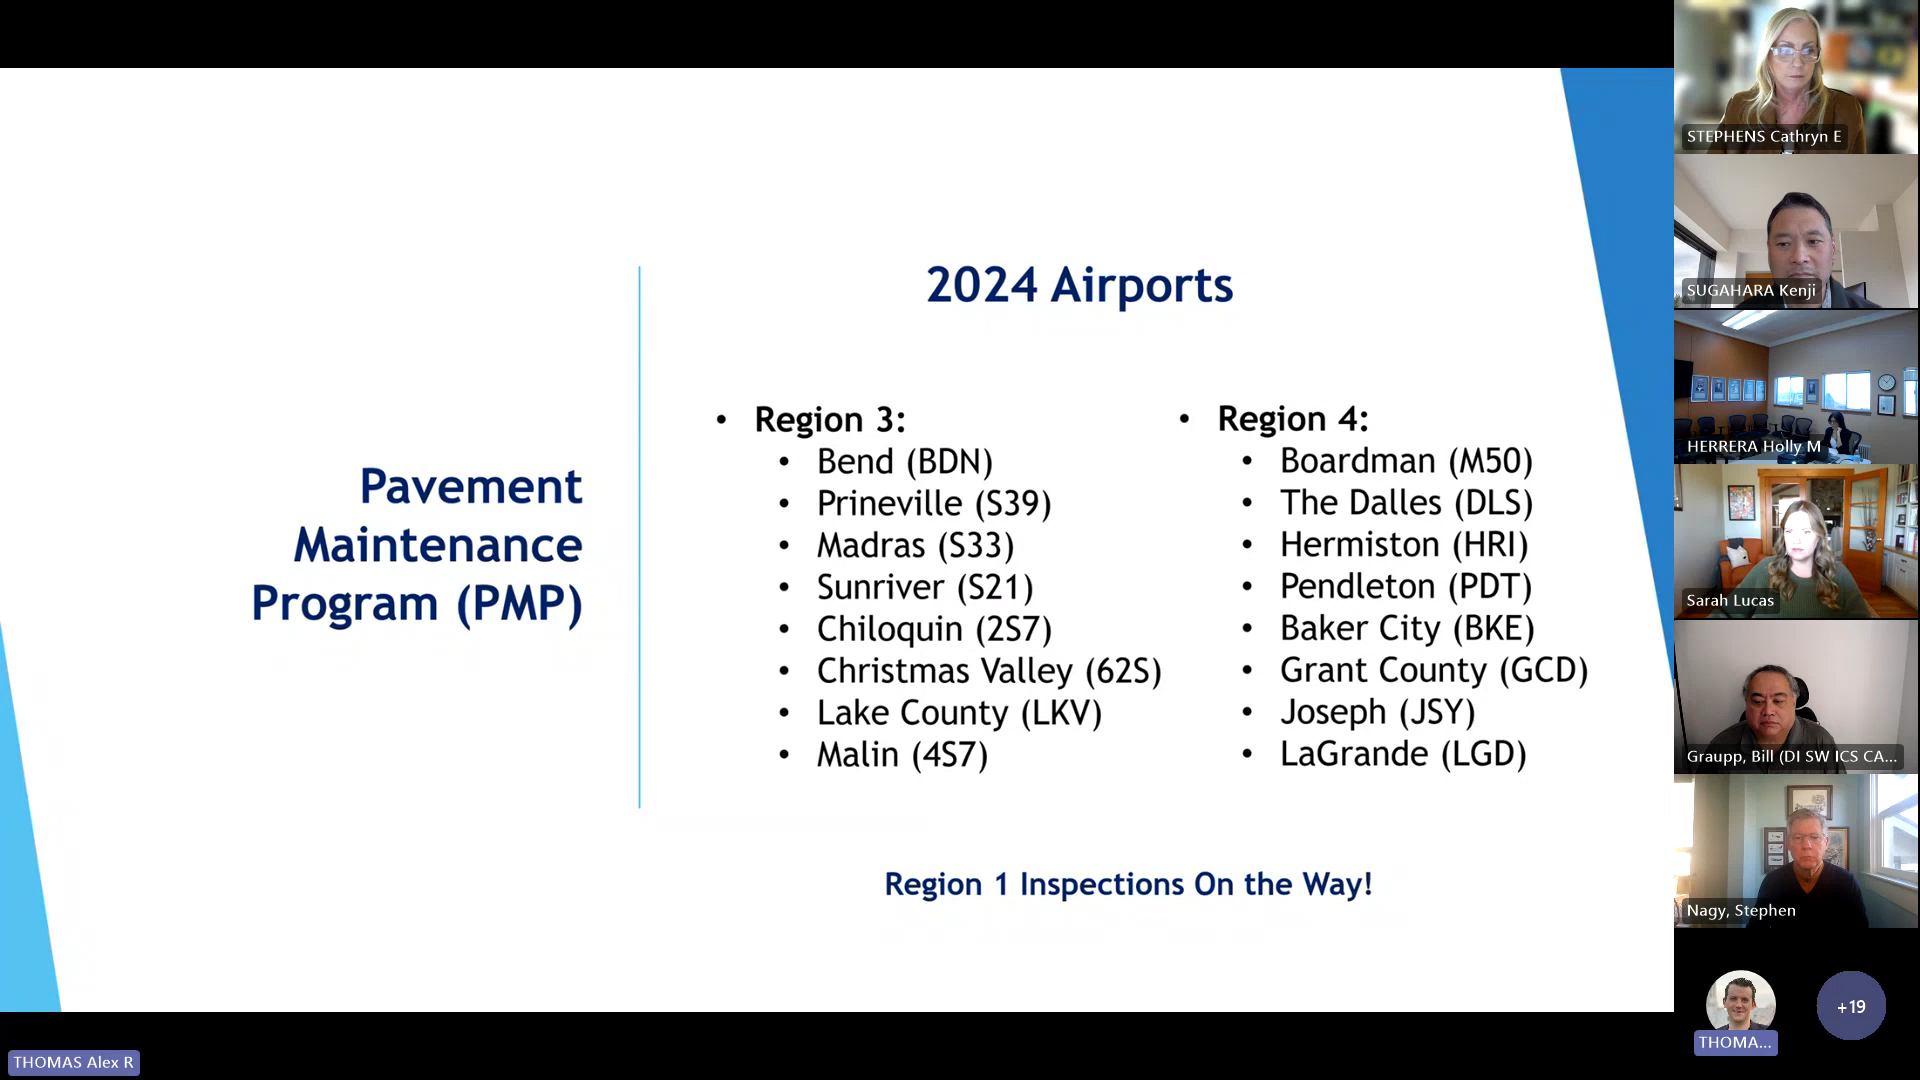 Pavement
Maintenance
Program (PMP)
2024 Airports
• Region 3:
• Bend (BDN)
• Prineville (S39)
• Madras (S33)
• Sunriver (S21)
• Chiloquin (2S7)
• Christmas Valley (62S)
• Lake County (LKV)
• Malin (4S7)
• Region 4:
• Boardman (M50)
• The Dalles (DLS)
• Hermiston (HRI)
• Pendleton (PDT)
• Baker City (BKE)
• Grant County (GCD)
• Joseph (JSY)
• LaGrande (LGD)
Region 1 Inspections On the Way!
STEPHENS Cathryn E
SUGAHARA Kenji
HERRERA Holly M
Sarah Lucas
Graupp, Bill (DI SW ICS CA...
Nagy, Stephen
THOMA...
+19
THOMAS Alex R